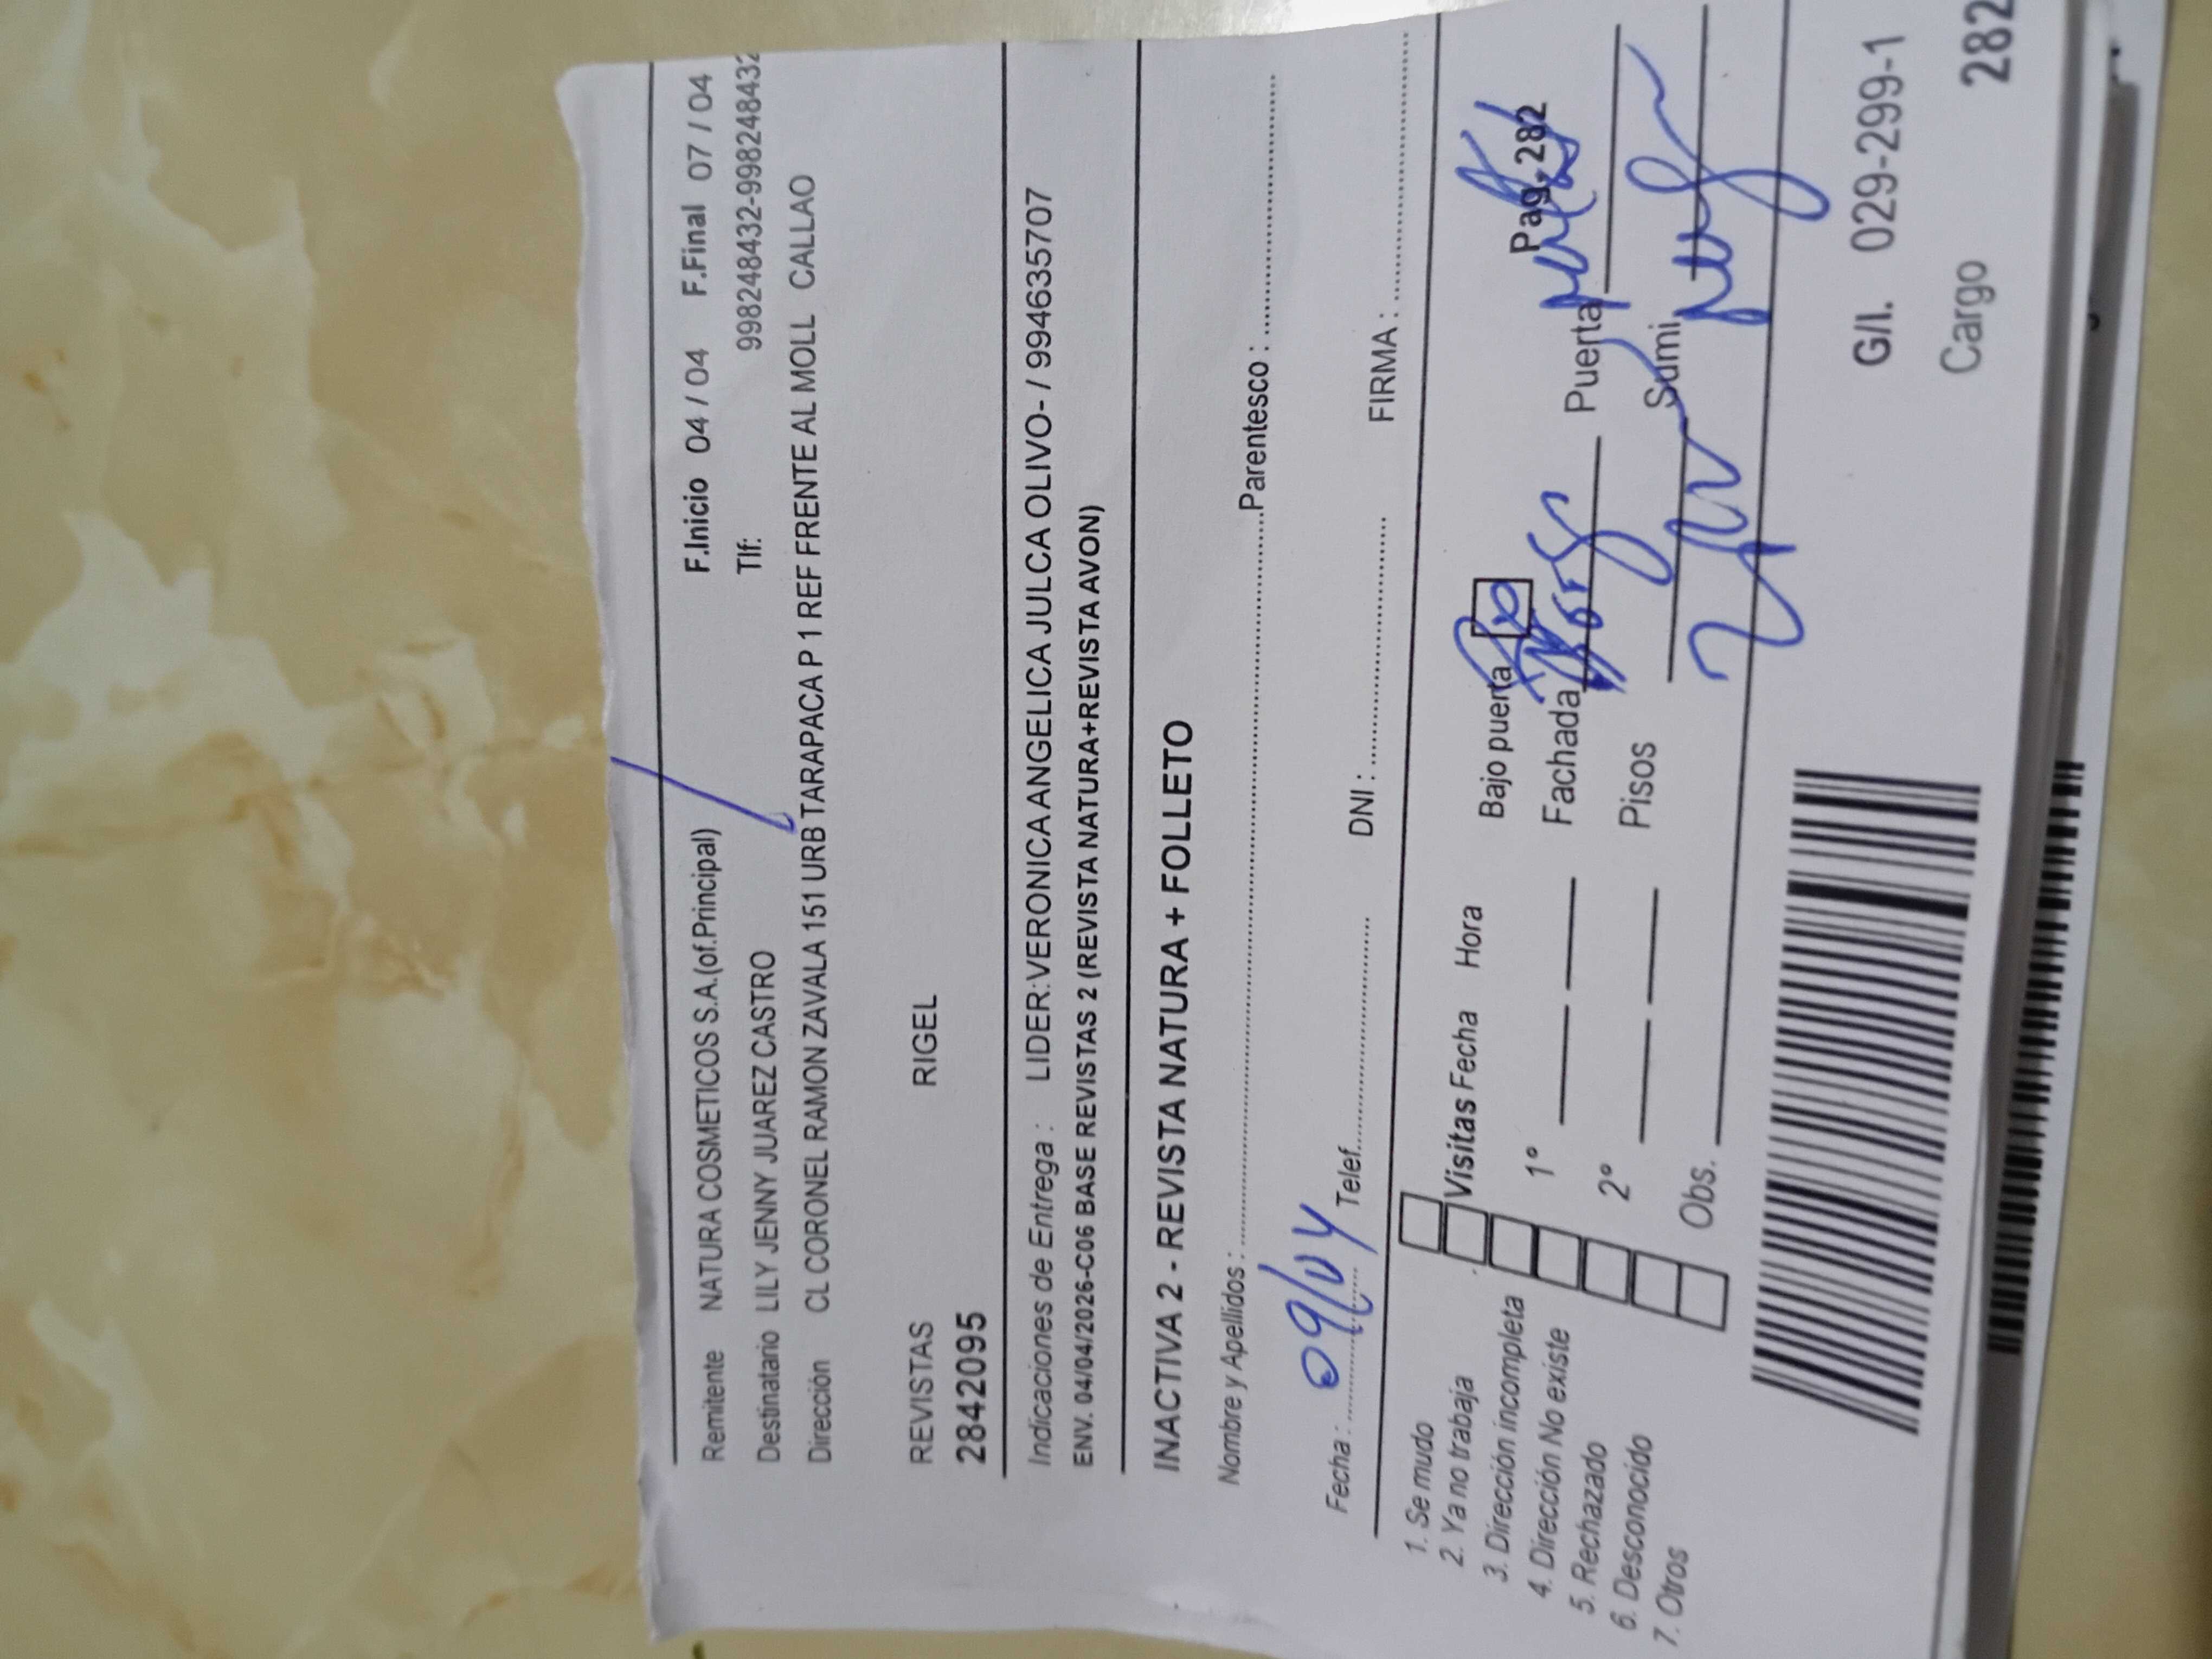 F.Inicio 04 / 04 F.Final 07 / 04
Remitente NATURA COSMETICOS S.A.(of.Principal)
Tlf: 998248432-998248432
Destinatario LILY JENNY JUAREZ CASTRO
Dirección CL CORONEL RAMON ZAVALA 151 URB TARAPACA P 1 REF FRENTE AL MOLL CALLAO
REVISTAS RIGEL
2842095
Indicaciones de Entrega : LIDER:VERONICA ANGELICA JULCA OLIVO- / 994635707
ENV. 04/04/2026-C06 BASE REVISTAS 2 (REVISTA NATURA+REVISTA AVON)
INACTIVA 2 - REVISTA NATURA + FOLLETO
Nombre y Apellidos : Parentesco :
Fecha : 09/04 Telef. DNI : FIRMA :
1. Se mudo
2. Ya no trabaja
3. Dirección incompleta
4. Dirección No existe
5. Rechazado
6. Desconocido
7. Otros
Visitas Fecha Hora
1°
2°
Obs.
Bajo puerta Pag. 282
Fachada Puerta
Pisos Sumi.
G/I. 029-299-1
Cargo 282